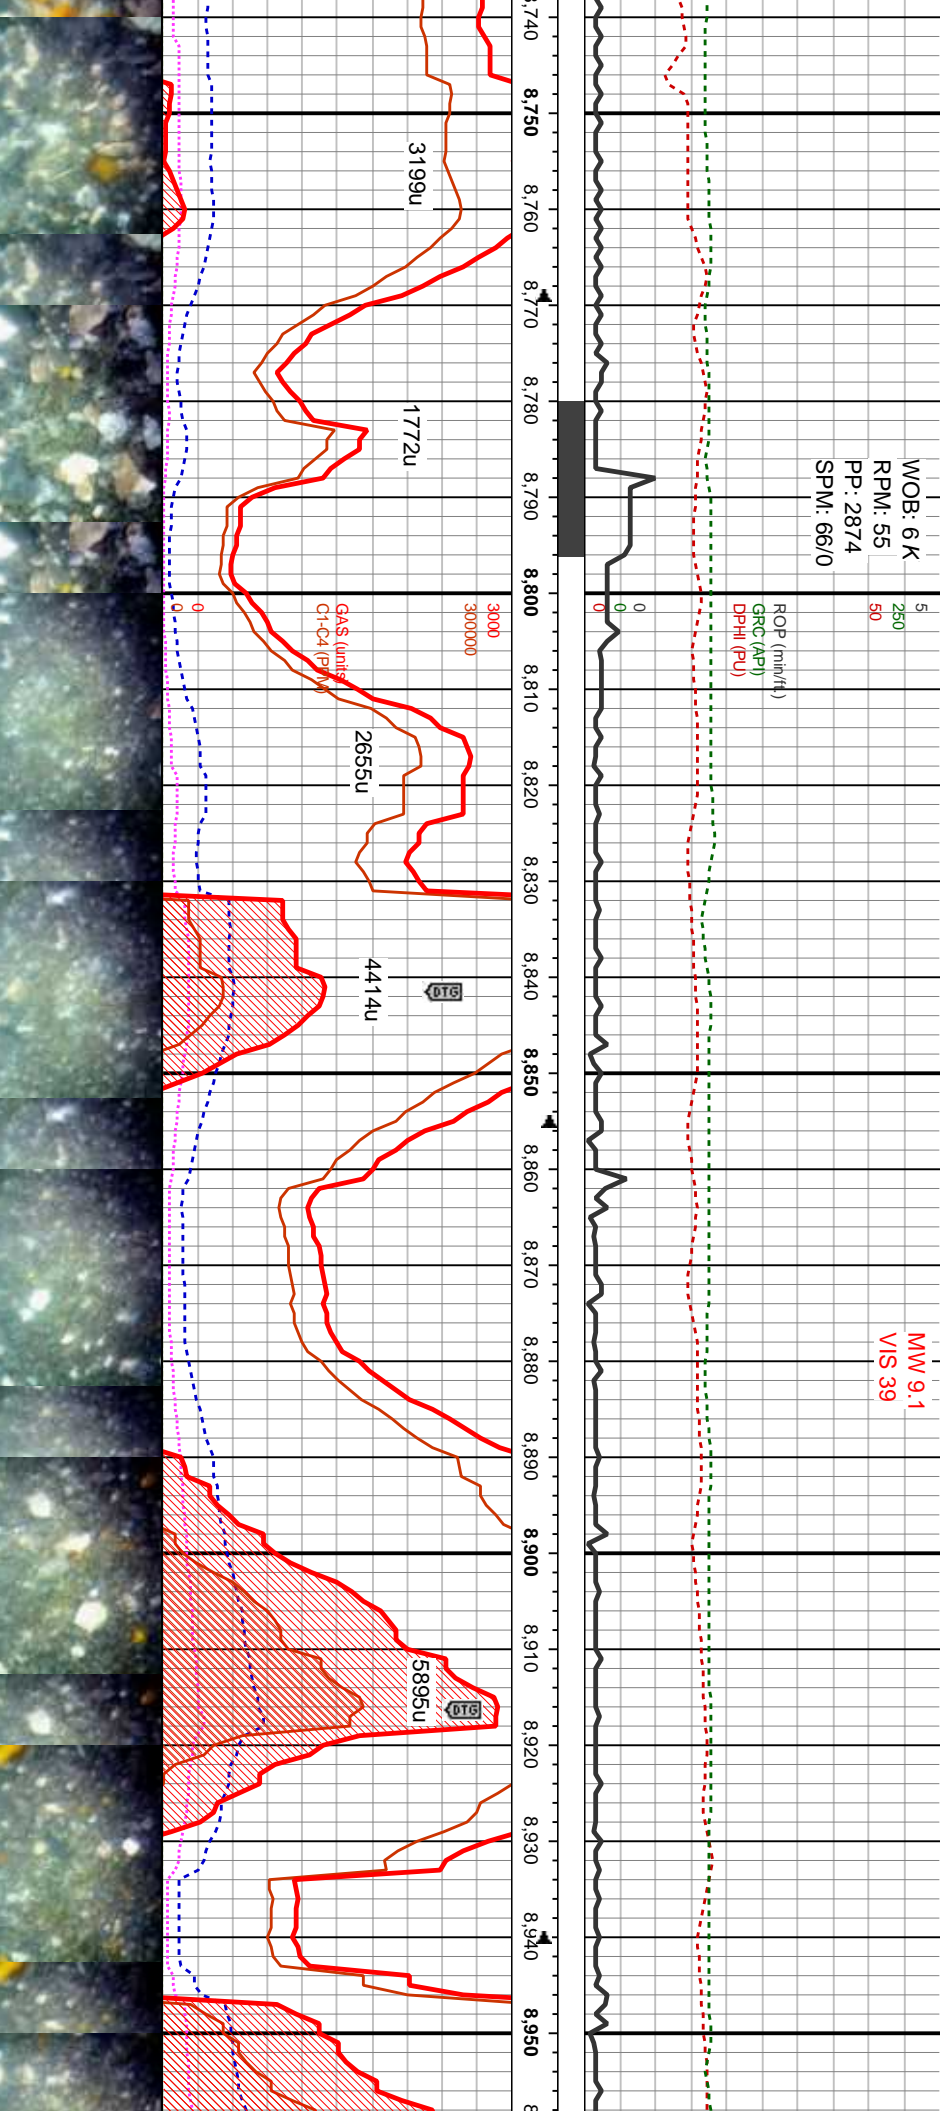 8,740
8,750
3199u
8,760
8,770
8,780
1772u
WOB: 6 K
RPM: 55
PP: 2874
SPM: 66/0
8,790
8,800
5
250
50
0
0
0
ROP (min/ft.)
GRC (API)
DPHI (PU)
3000
300000
GAS (units)
C1-C4 (PPM)
0
0
8,810
2655u
8,820
8,830
4414u
DTG
8,840
8,850
8,860
8,870
MW 9.1
VIS 39
8,880
8,890
8,900
8,910
5895u
DTG
8,920
8,930
8,940
8,950